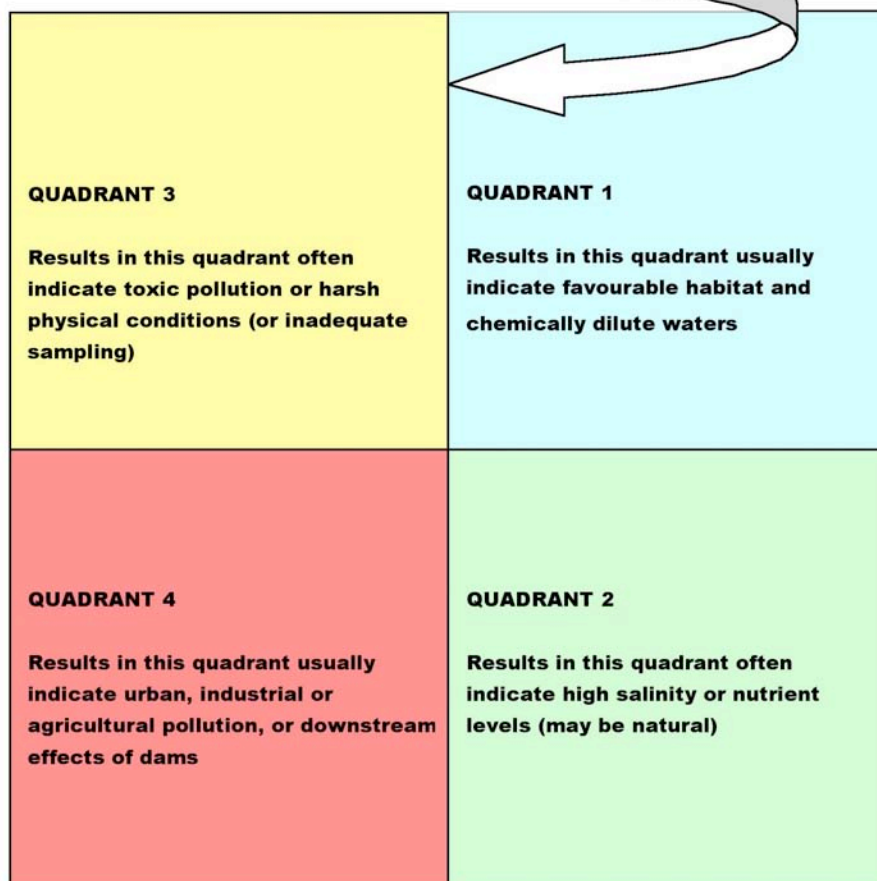 QUADRANT 3
Results in this quadrant often
indicate toxic pollution or harsh
physical conditions (or inadequate
sampling)
QUADRANT 1
Results in this quadrant usually
indicate favourable habitat and
chemically dilute waters
QUADRANT 4
Results in this quadrant usually
indicate urban, industrial or
agricultural pollution, or downstream
effects of dams
QUADRANT 2
Results in this quadrant often
indicate high salinity or nutrient
levels (may be natural)